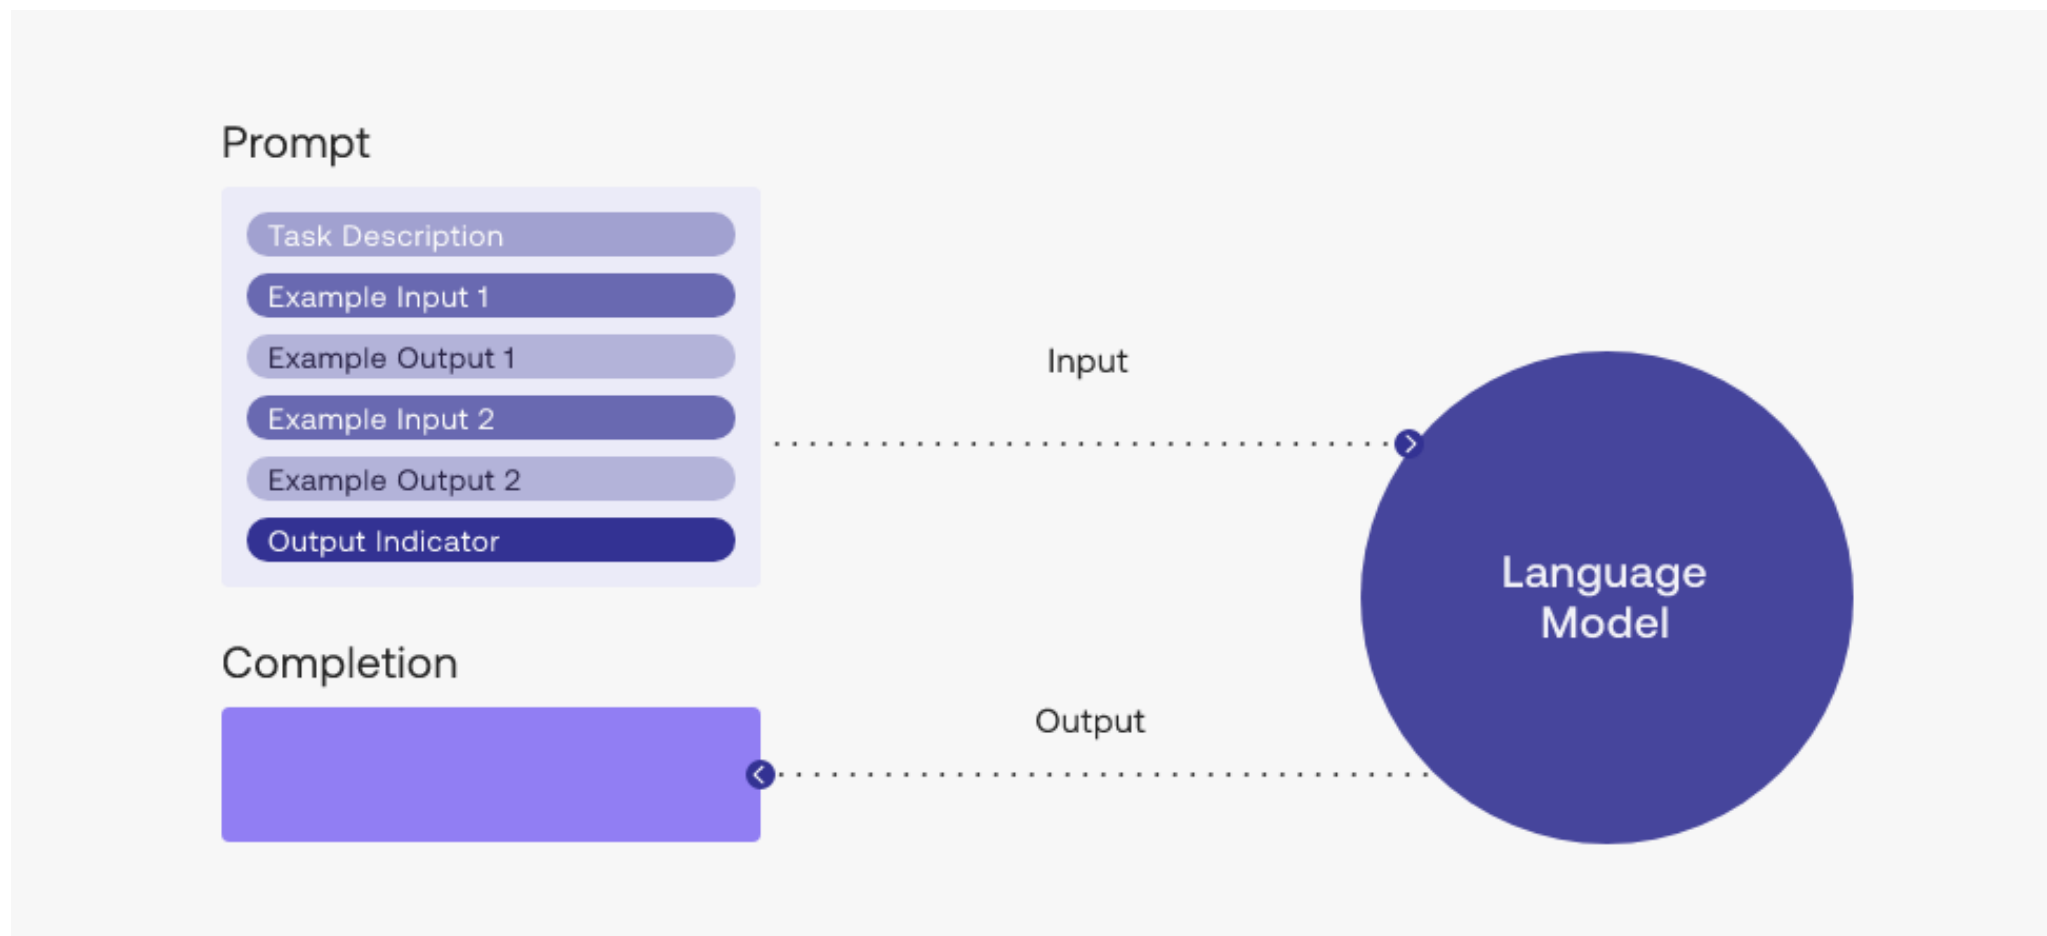 Prompt
Task Description
Example Input 1
Example Output 1
Example Input 2
Example Output 2
Output Indicator
Input
Language
Model
Completion
Output